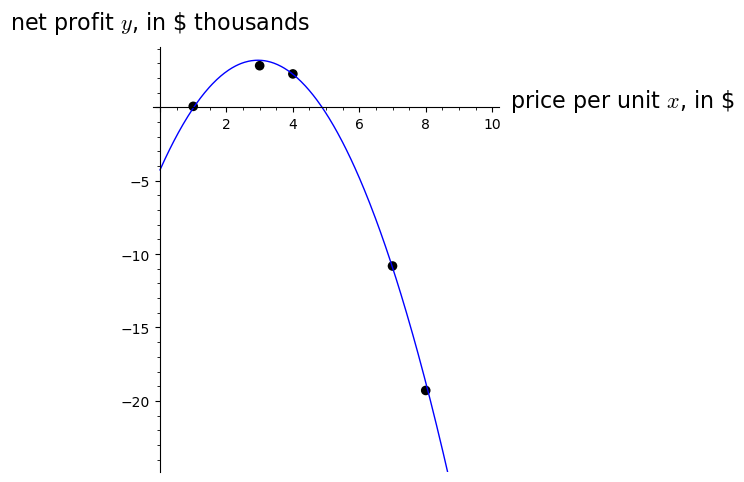 net profit y, in $ thousands
price per unit x, in $
2 4 6 8 10
−5
−10
−15
−20